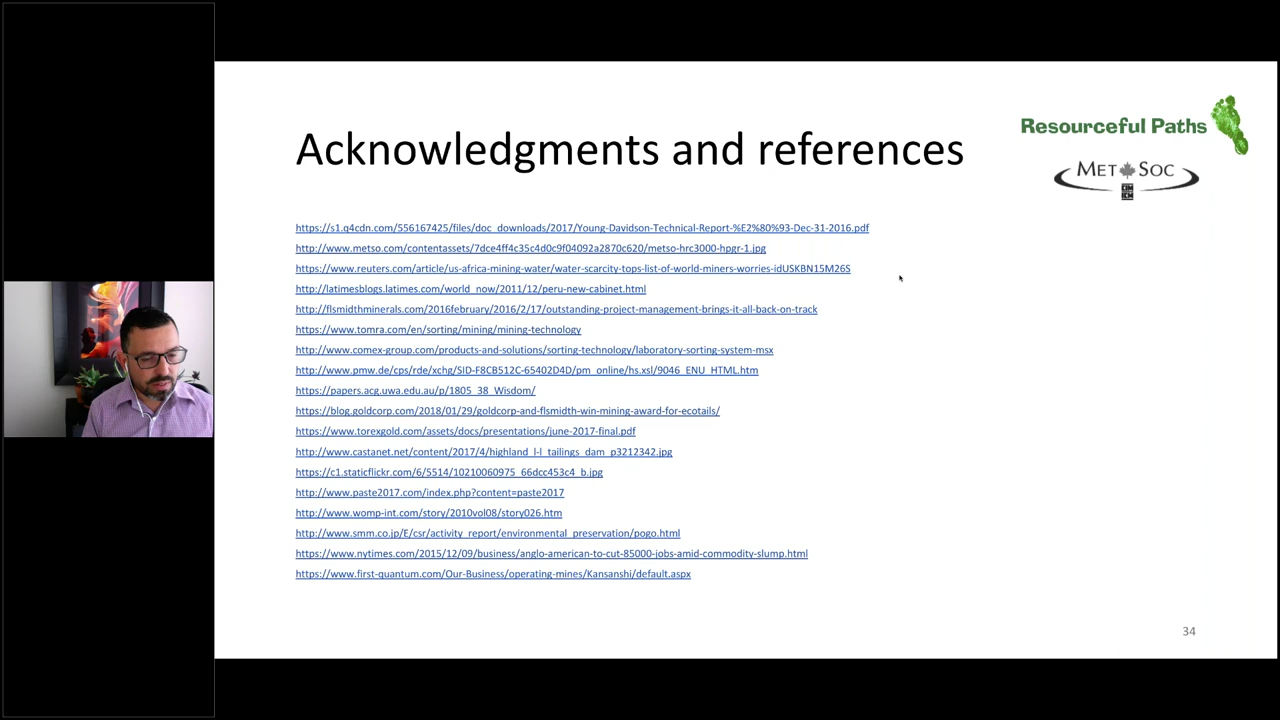 Acknowledgments and references
Resourceful Paths
MET SOC
CIM
ICM
https://s1.q4cdn.com/556167425/files/doc_downloads/2017/Young-Davidson-Technical-Report-%E2%80%93-Dec-31-2016.pdf
http://www.metso.com/contentassets/7dce4ff4c35c4d0c9f04092a2870c620/metso-hrc3000-hpgr-1.jpg
https://www.reuters.com/article/us-africa-mining-water/water-scarcity-tops-list-of-world-miners-worries-idUSKBN15M26S
http://latimesblogs.latimes.com/world_now/2011/12/peru-new-cabinet.html
http://flsmidthminerals.com/2016february/2016/2/17/outstanding-project-management-brings-it-all-back-on-track
https://www.tomra.com/en/sorting/mining/mining-technology
http://www.comex-group.com/products-and-solutions/sorting-technology/laboratory-sorting-system-msx
http://www.pmw.de/cps/rde/xchg/SID-F8CB512C-65402D4D/pm_online/hs.xsl/9046_ENU_HTML.htm
https://papers.acg.uwa.edu.au/p/1805_38_Wisdom/
https://blog.goldcorp.com/2018/01/29/goldcorp-and-flsmidth-win-mining-award-for-ecotails/
https://www.torexgold.com/assets/docs/presentations/june-2017-final.pdf
http://www.castanet.net/content/2017/4/highland_l-l_tailings_dam_p3212342.jpg
https://c1.staticflickr.com/6/5514/10210060975_66dcc453c4_b.jpg
http://www.paste2017.com/index.php?content=paste2017
http://www.womp-int.com/story/2010vol08/story026.htm
http://www.smm.co.jp/E/csr/activity_report/environmental_preservation/pogo.html
https://www.nytimes.com/2015/12/09/business/anglo-american-to-cut-85000-jobs-amid-commodity-slump.html
https://www.first-quantum.com/Our-Business/operating-mines/Kansanshi/default.aspx
34